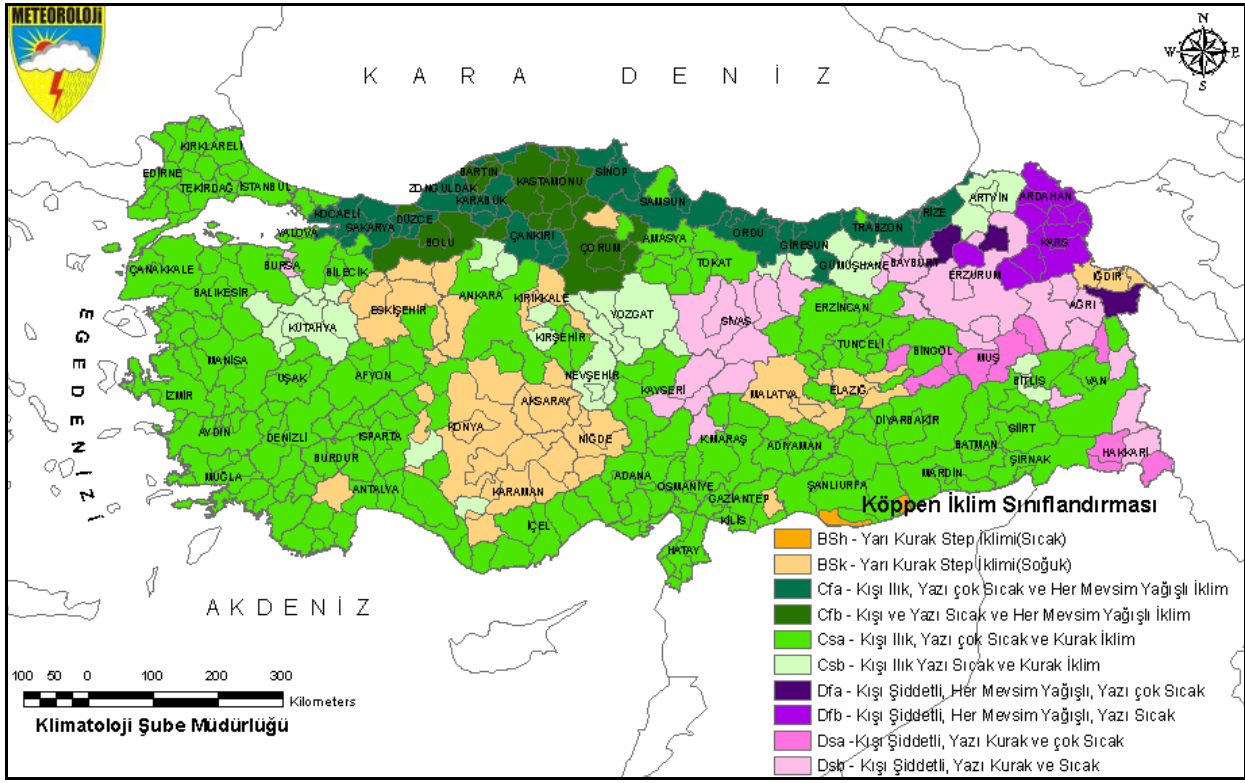 METEOROLOJİ
N
W
E
S
KARA DENİZ
KIRKLARELİ
EDİRNE
TEKİRDAĞ
İSTANBUL
KOCAELİ
YALOVA
SAKARYA
DÜZCE
ZONGULDAK
BARTIN
KARABÜK
KASTAMONU
SİNOP
SAMSUN
BOLU
ÇANKIRI
ÇORUM
AMASYA
TOKAT
ORDU
GİRESUN
TRABZON
RİZE
ARTVİN
ARDAHAN
KARS
GÜMÜŞHANE
BAYBURT
ERZURUM
IĞDIR
AĞRI
ÇANAKKALE
BALIKESİR
BURSA
BİLECİK
KÜTAHYA
ESKİŞEHİR
ANKARA
KIRIKKALE
KIRŞEHİR
YOZGAT
SİVAS
ERZİNCAN
TUNCELİ
BİNGÖL
MUŞ
BİTLİS
VAN
MANİSA
UŞAK
AFYON
NEVŞEHİR
KAYSERİ
MALATYA
ELAZIĞ
DİYARBAKIR
İZMİR
AKSARAY
KONYA
NİĞDE
K.MARAŞ
ADIYAMAN
BATMAN
SİİRT
ŞIRNAK
HAKKARİ
AYDIN
DENİZLİ
ISPARTA
BURDUR
MUĞLA
ANTALYA
KARAMAN
İÇEL
ADANA
OSMANİYE
GAZİANTEP
KİLİS
ŞANLIURFA
MARDİN
HATAY
EGE DENİZİ
AKDENİZ
Köppen İklim Sınıflandırması
BSh - Yarı Kurak Step İklimi(Sıcak)
BSk - Yarı Kurak Step İklimi(Soğuk)
Cfa - Kışı Ilık, Yazı çok Sıcak ve Her Mevsim Yağışlı İklim
Cfb - Kışı ve Yazı Sıcak ve Her Mevsim Yağışlı İklim
Csa - Kışı Ilık, Yazı çok Sıcak ve Kurak İklim
Csb - Kışı Ilık Yazı Sıcak ve Kurak İklim
Dfa - Kışı Şiddetli, Her Mevsim Yağışlı, Yazı çok Sıcak
Dfb - Kışı Şiddetli, Her Mevsim Yağışlı, Yazı Sıcak
Dsa -Kışı Şiddetli, Yazı Kurak ve çok Sıcak
Dsb - Kışı Şiddetli, Yazı Kurak ve Sıcak
100 50 0 100 200 300
Kilometers
Klimatoloji Şube Müdürlüğü